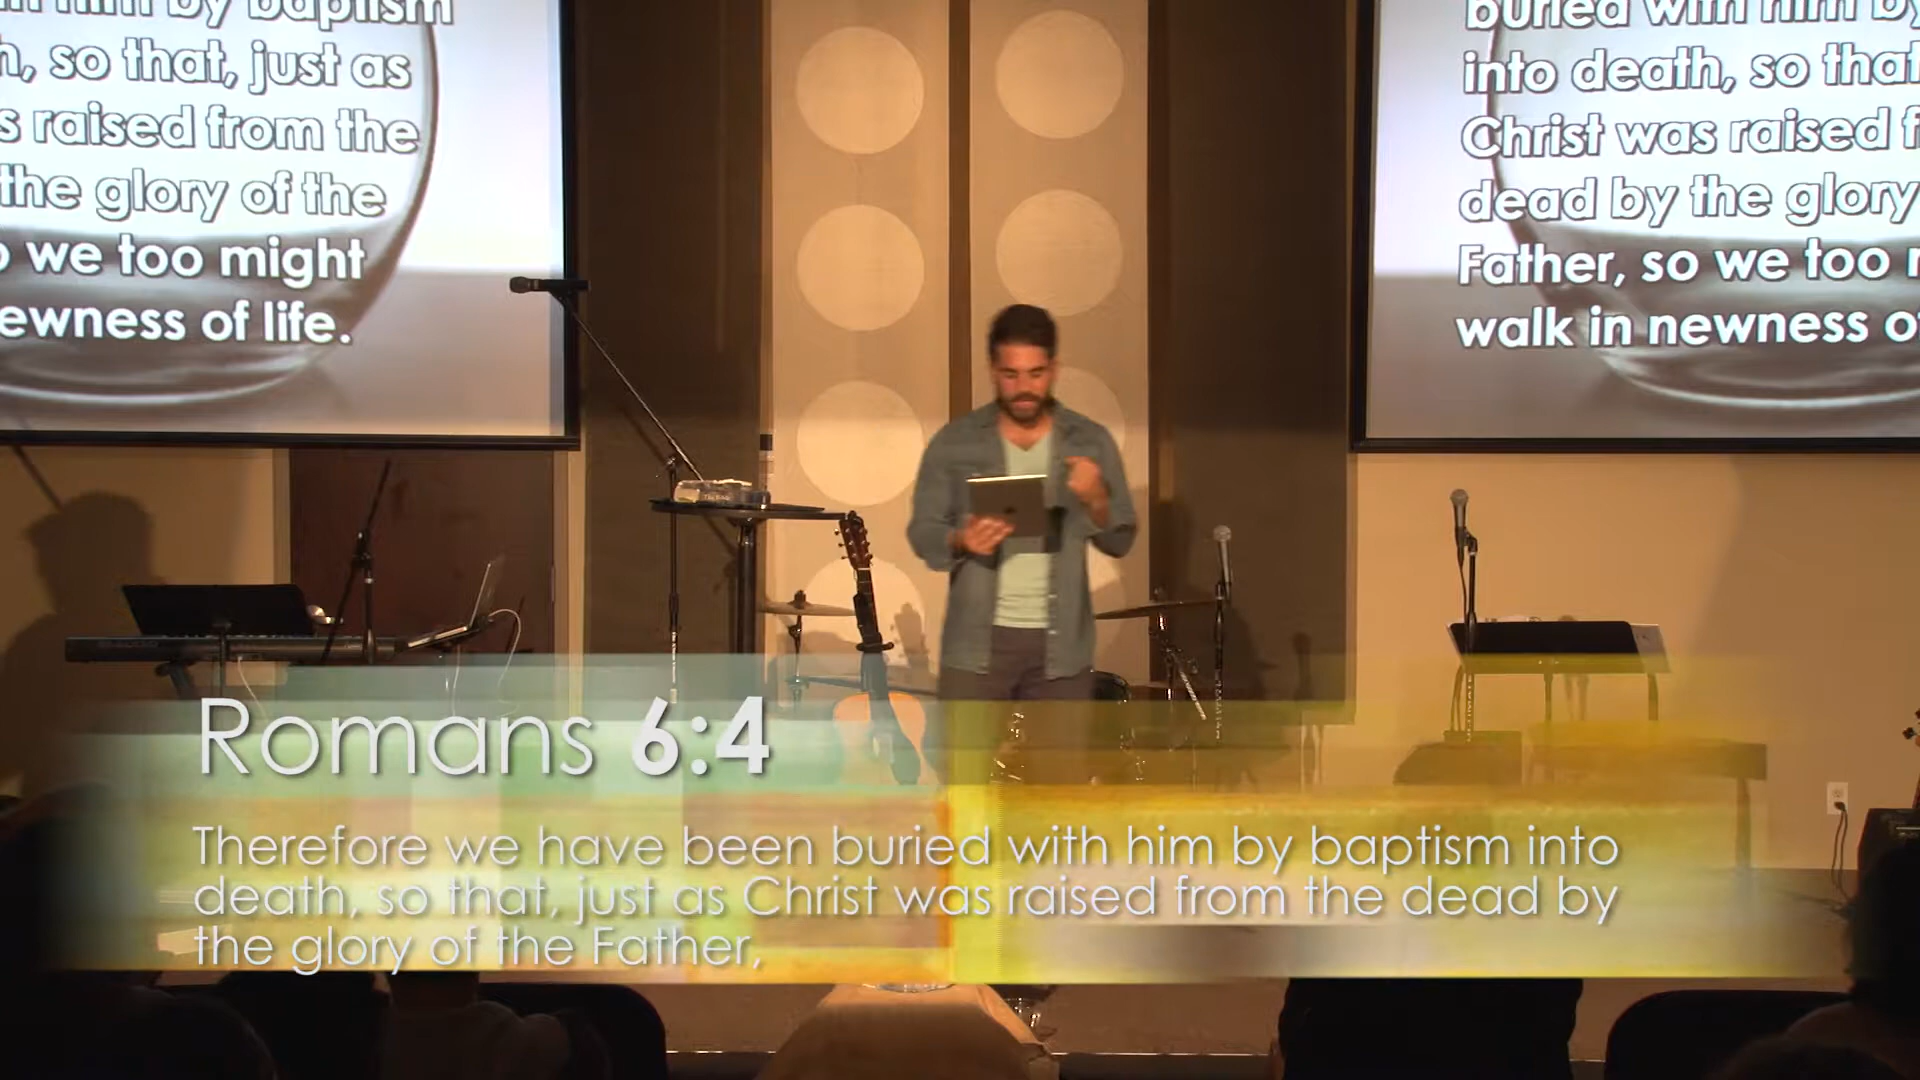 by baptism
so that, just as
raised from the
the glory of the
we too might
ewness of life.
buried with him by
into death, so that
Christ was raised
dead by the glory
Father, so we too
walk in newness
Romans 6:4
Therefore we have been buried with him by baptism into
death, so that, just as Christ was raised from the dead by
the glory of the Father,